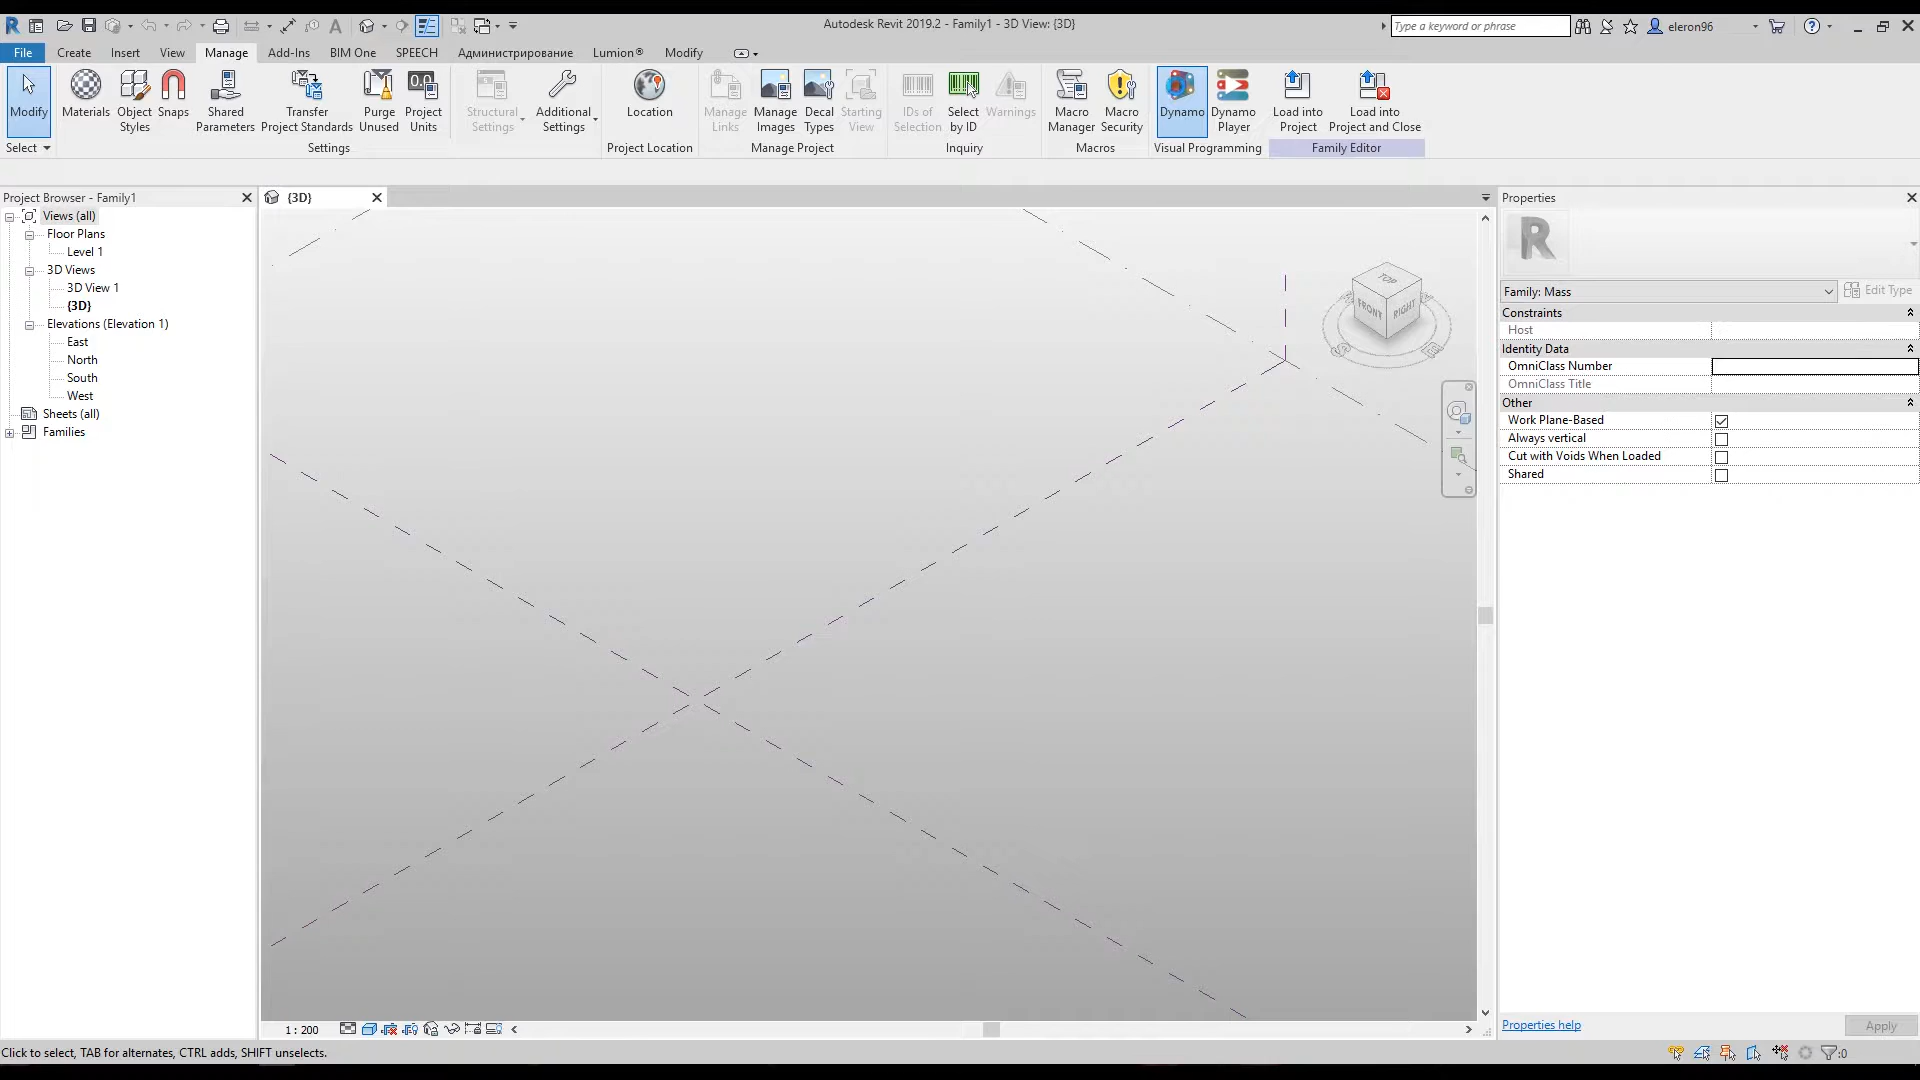 Autodesk Revit 2019.2 - Family1 - 3D View: {3D}
Type a keyword or phrase
eleron96
File
Create
Insert
View
Manage
Add-Ins
BIM One
SPEECH
Администрирование
Lumion®
Modify
Modify
Materials
Object
Styles
Snaps
Shared
Parameters
Transfer
Project Standards
Purge
Unused
Project
Units
Structural
Settings
Additional
Settings
Location
Manage
Links
Manage
Images
Decal
Types
Starting
View
IDs of
Selection
Select
by ID
Warnings
Macro
Manager
Macro
Security
Dynamo
Dynamo
Player
Load into
Project
Load into
Project and Close
Select
Settings
Project Location
Manage Project
Inquiry
Macros
Visual Programming
Family Editor
Project Browser - Family1
Views (all)
Floor Plans
Level 1
3D Views
3D View 1
{3D}
Elevations (Elevation 1)
East
North
South
West
Sheets (all)
Families
{3D}
TOP
FRONT
RIGHT
S
E
1 : 200
Properties
R
Family: Mass
Edit Type
Constraints
Host
Identity Data
OmniClass Number
OmniClass Title
Other
Work Plane-Based
Always vertical
Cut with Voids When Loaded
Shared
Properties help
Apply
Click to select, TAB for alternates, CTRL adds, SHIFT unselects.
:0